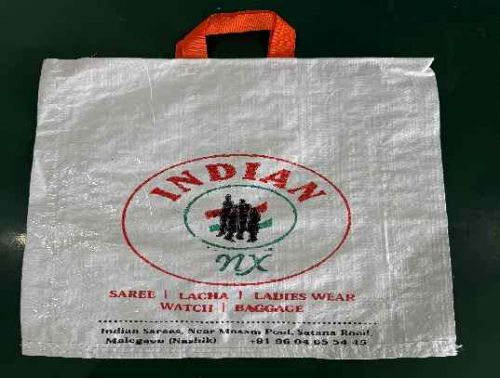 INDIAN
nx
SAREE | LACHA | LADIES WEAR
WATCH | BAGGAGE
Indian Sarees, Near Mosam Pool, Satana Road,
Malegaon (Nashik) +91 96 04 65 54 45